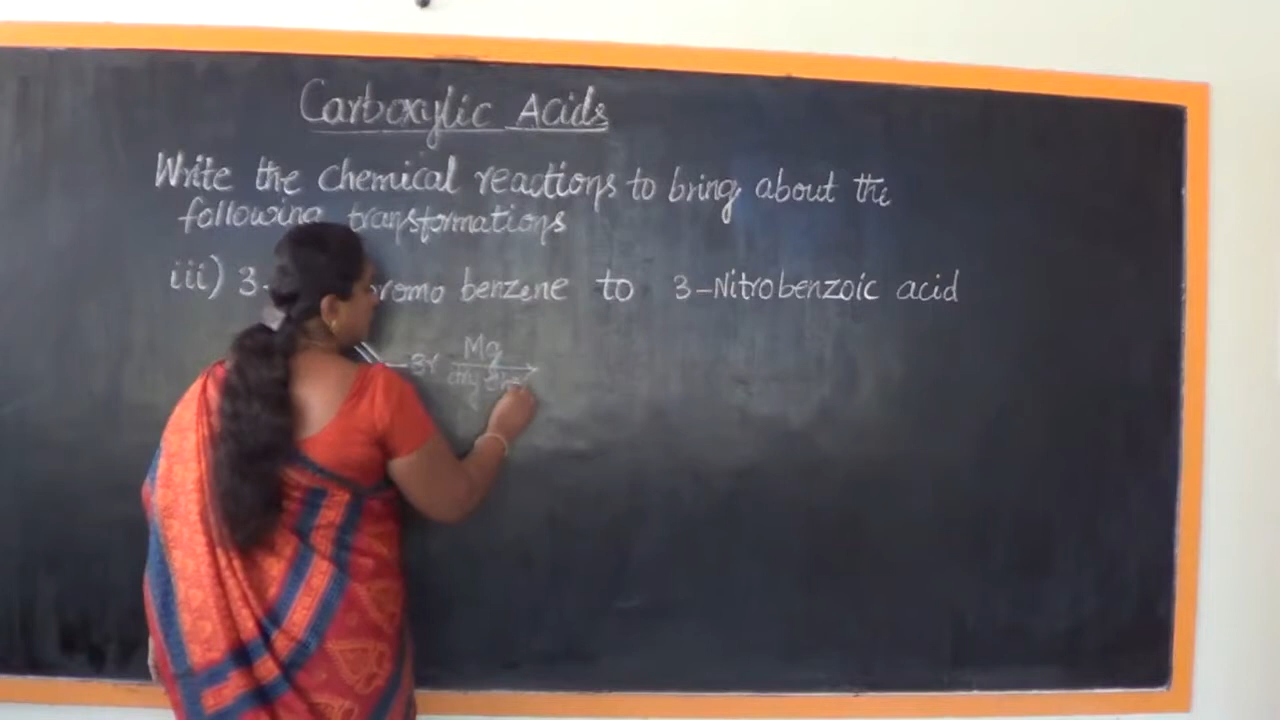 Carboxylic Acids
Write the chemical reactions to bring about the
following transformations
iii) 3- romo benzene to 3-Nitrobenzoic acid
-Br Mg
dry ether